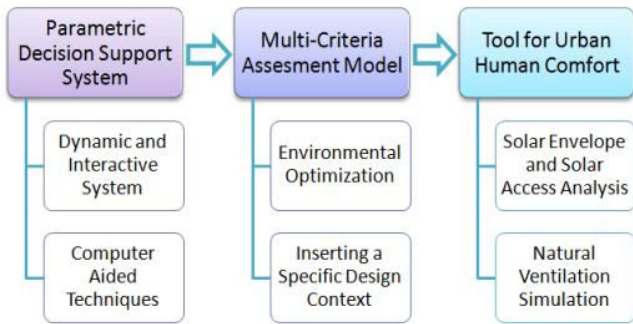 Parametric
Decision Support
System
Multi-Criteria
Assesment Model
Tool for Urban
Human Comfort
Dynamic and
Interactive
System
Environmental
Optimization
Solar Envelope
and Solar
Access Analysis
Computer
Aided
Techniques
Inserting a
Specific Design
Context
Natural
Ventilation
Simulation